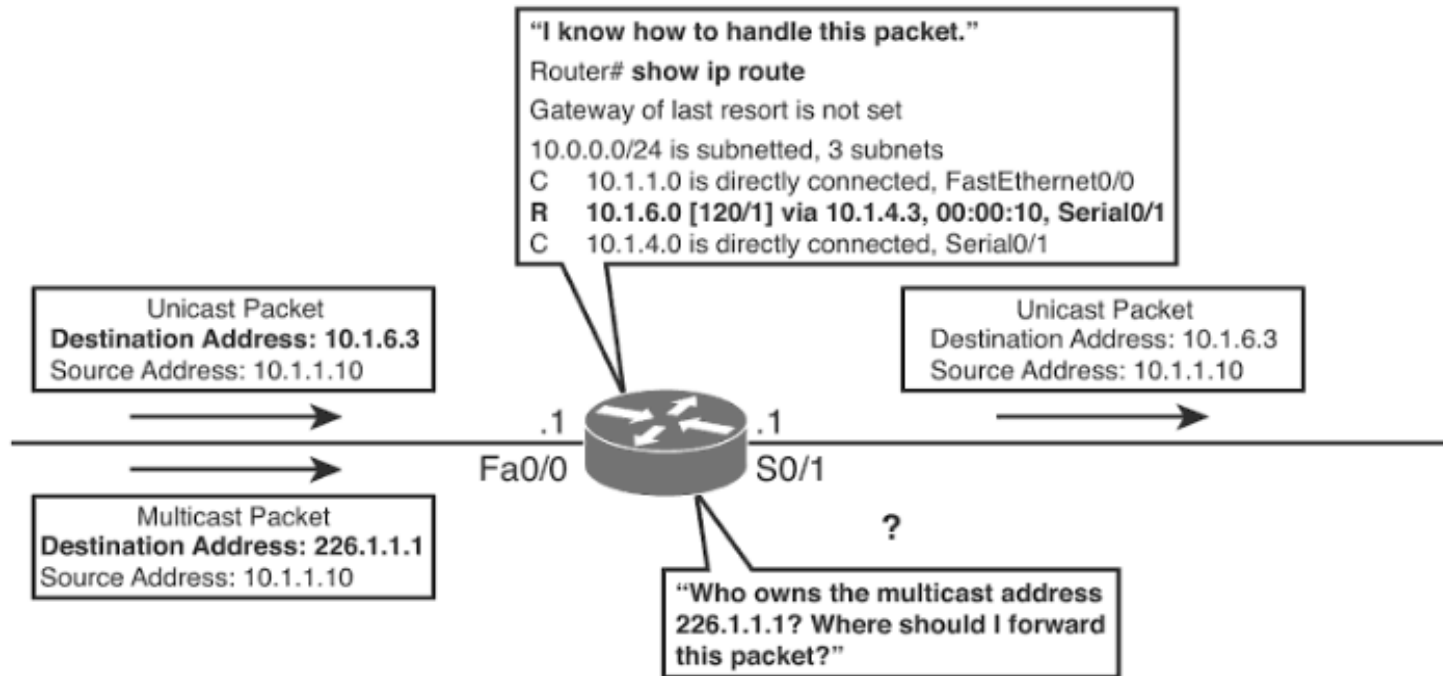 “I know how to handle this packet.”
Router# show ip route
Gateway of last resort is not set
10.0.0.0/24 is subnetted, 3 subnets
C 10.1.1.0 is directly connected, FastEthernet0/0
R 10.1.6.0 [120/1] via 10.1.4.3, 00:00:10, Serial0/1
C 10.1.4.0 is directly connected, Serial0/1
Unicast Packet
Destination Address: 10.1.6.3
Source Address: 10.1.1.10
Unicast Packet
Destination Address: 10.1.6.3
Source Address: 10.1.1.10
.1
.1
Fa0/0
S0/1
Multicast Packet
Destination Address: 226.1.1.1
Source Address: 10.1.1.10
?
“Who owns the multicast address
226.1.1.1? Where should I forward
this packet?”